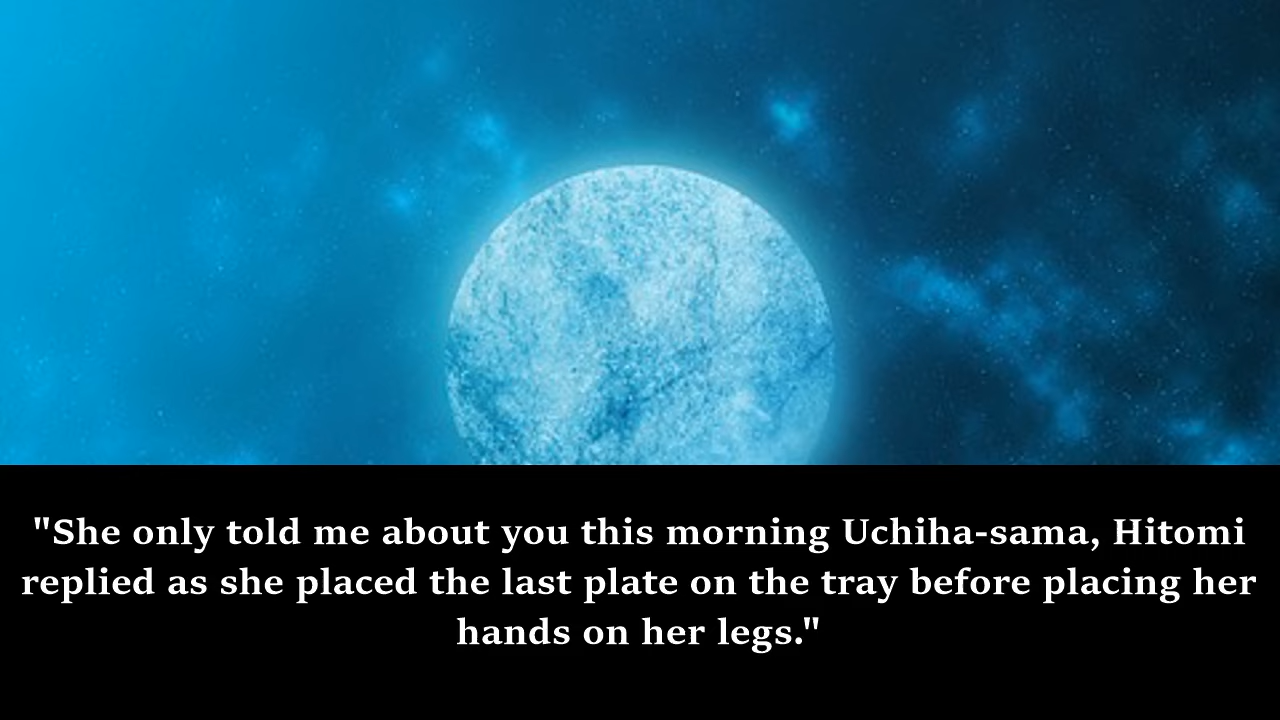 "She only told me about you this morning Uchiha-sama, Hitomi
replied as she placed the last plate on the tray before placing her
hands on her legs."